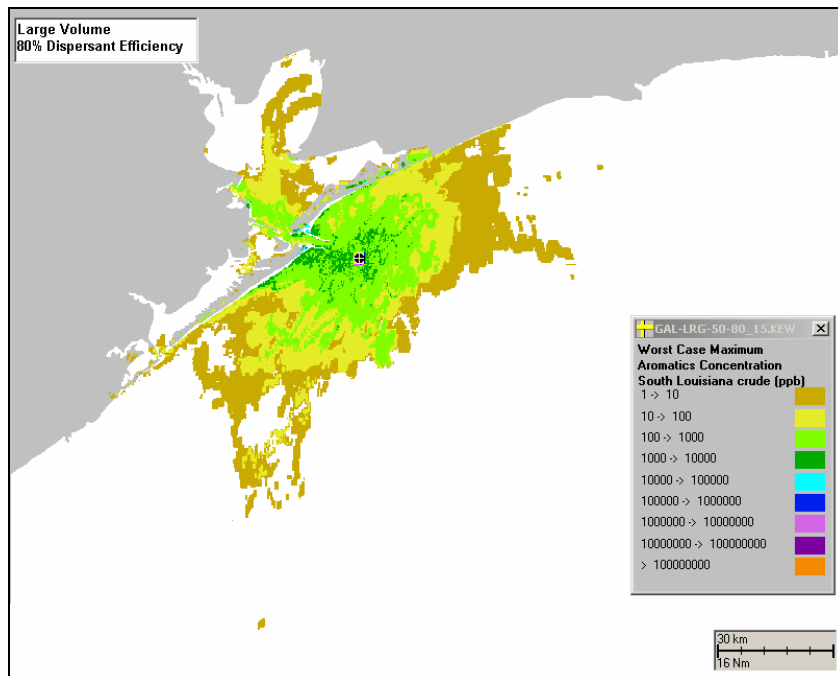 Large Volume
80% Dispersant Efficiency
GAL-LRG-50-80_15.KEW
Worst Case Maximum
Aromatics Concentration
South Louisiana crude (ppb)
1 -> 10
10 -> 100
100 -> 1000
1000 -> 10000
10000 -> 100000
100000 -> 1000000
1000000 -> 10000000
10000000 -> 100000000
> 100000000
30 km
16 Nm